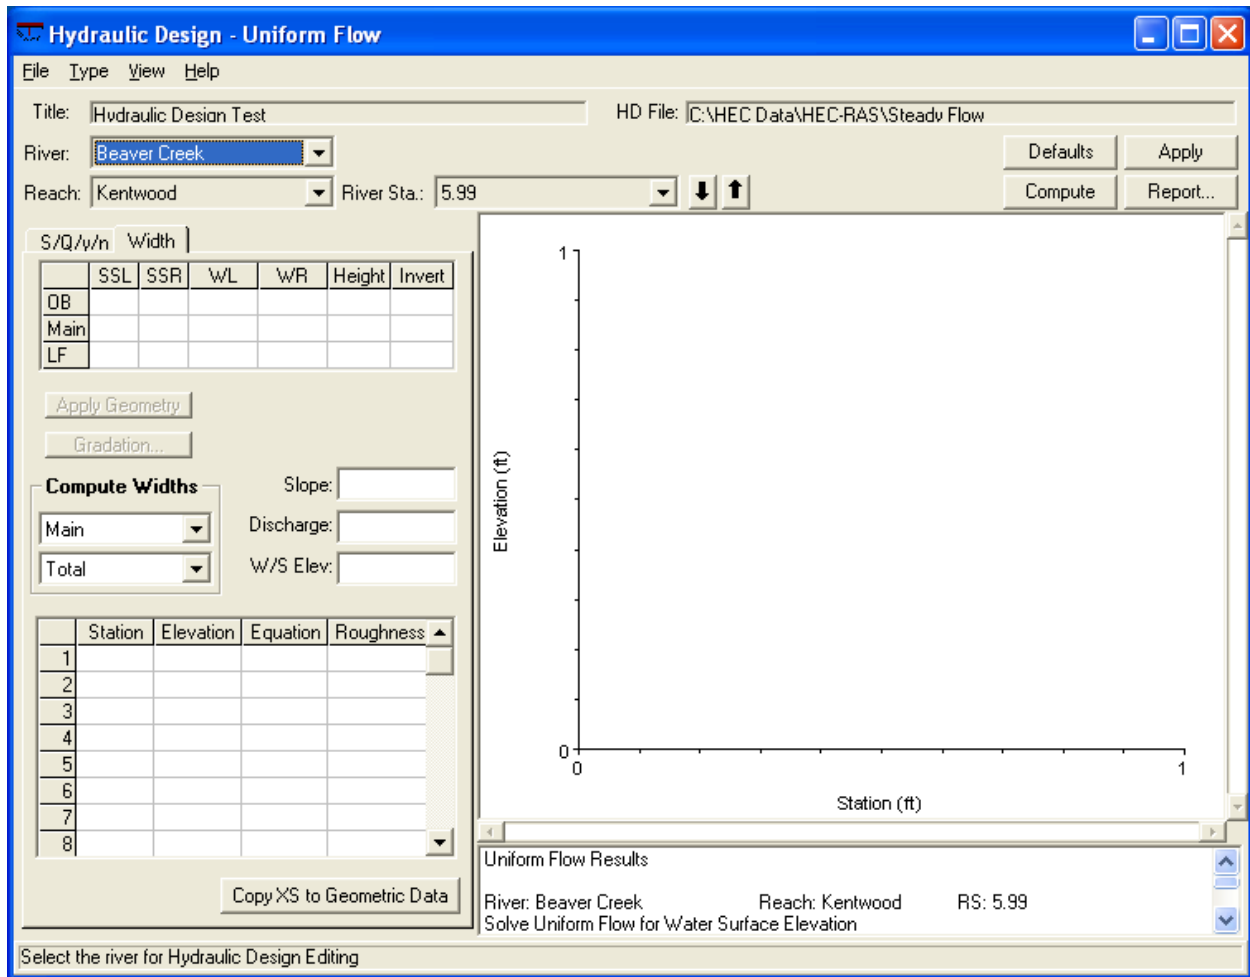 Hydraulic Design - Uniform Flow
File Type View Help
Title: Hydraulic Design Test HD File: C:\HEC Data\HEC-RAS\Steady Flow
River: Beaver Creek Defaults Apply
Reach: Kentwood River Sta.: 5.99 Compute Report...
S/Q/y/n Width
SSL SSR WL WR Height Invert
OB
Main
LF
Apply Geometry
Gradation...
Compute Widths Slope:
Main Discharge:
Total W/S Elev:
Station Elevation Equation Roughness
1
2
3
4
5
6
7
8
Copy XS to Geometric Data
1
Elevation (ft)
0
0 1
Station (ft)
Uniform Flow Results
River: Beaver Creek Reach: Kentwood RS: 5.99
Solve Uniform Flow for Water Surface Elevation
Select the river for Hydraulic Design Editing